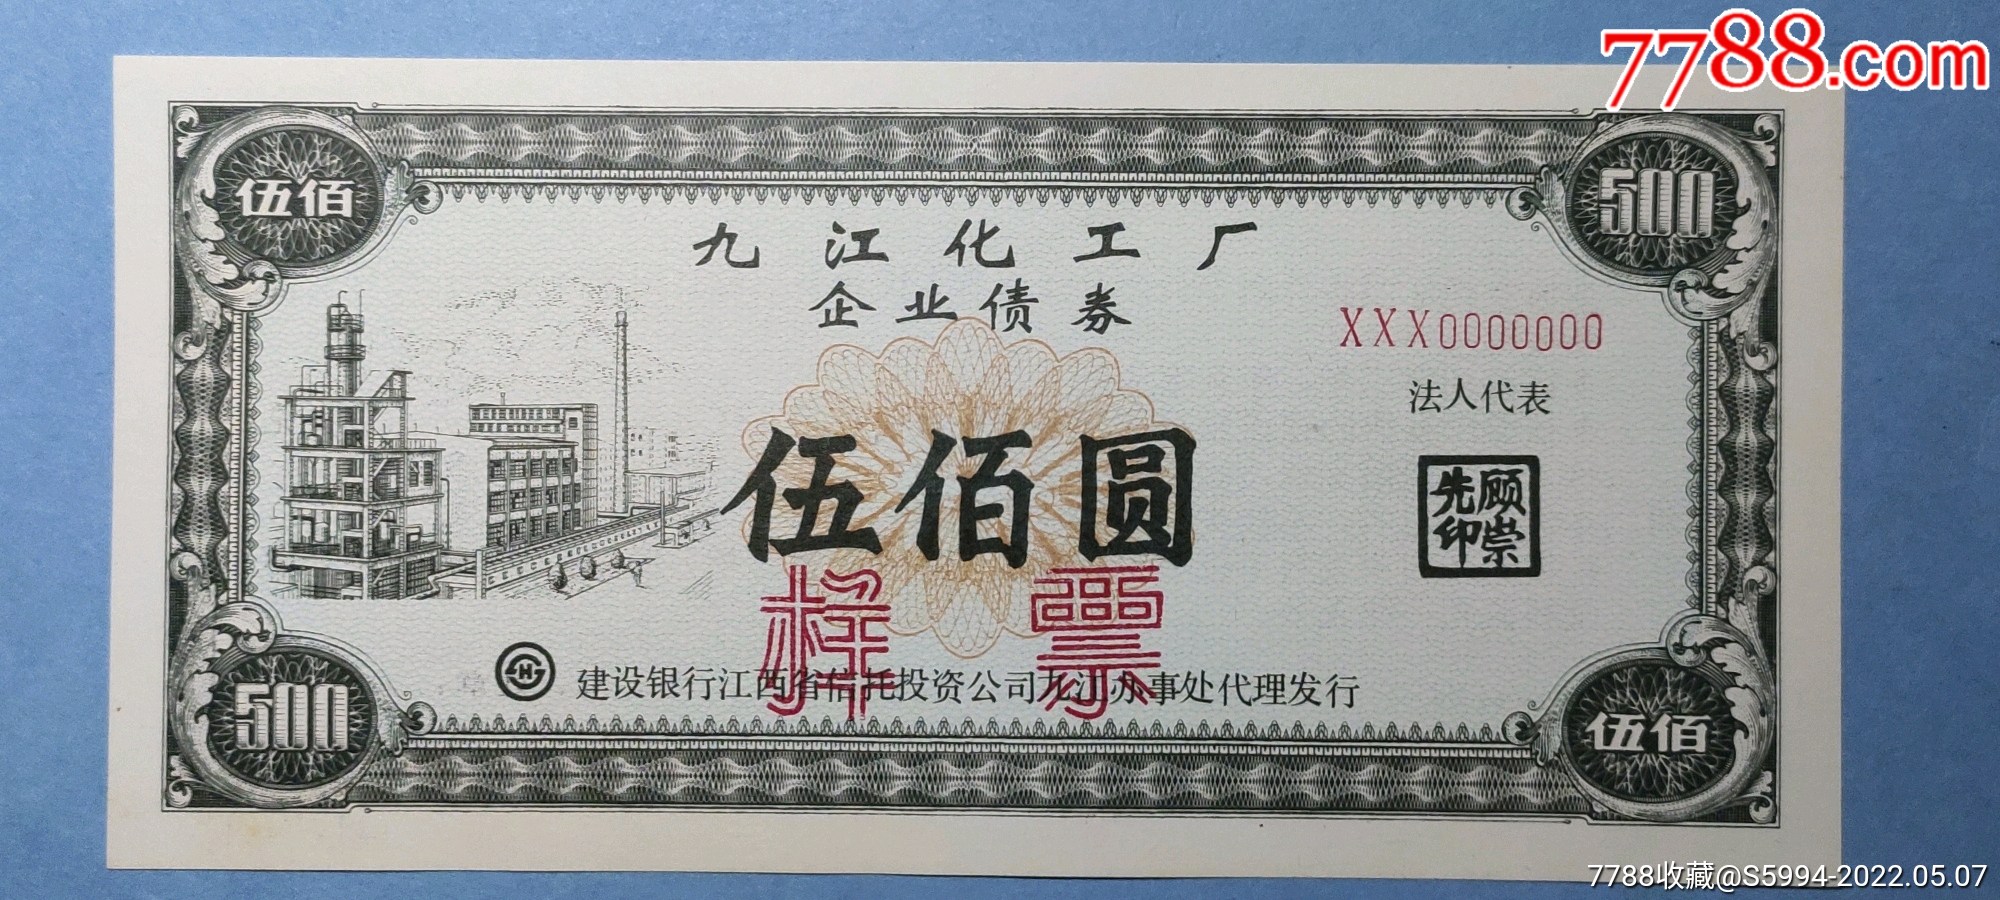 7788.com
伍佰
500
九江化工厂
企业债券
XXX0000000
法人代表
伍佰圆
顾崇先印
样票
建设银行江西省信托投资公司九江办事处代理发行
500
伍佰
7788收藏@S5994-2022.05.07